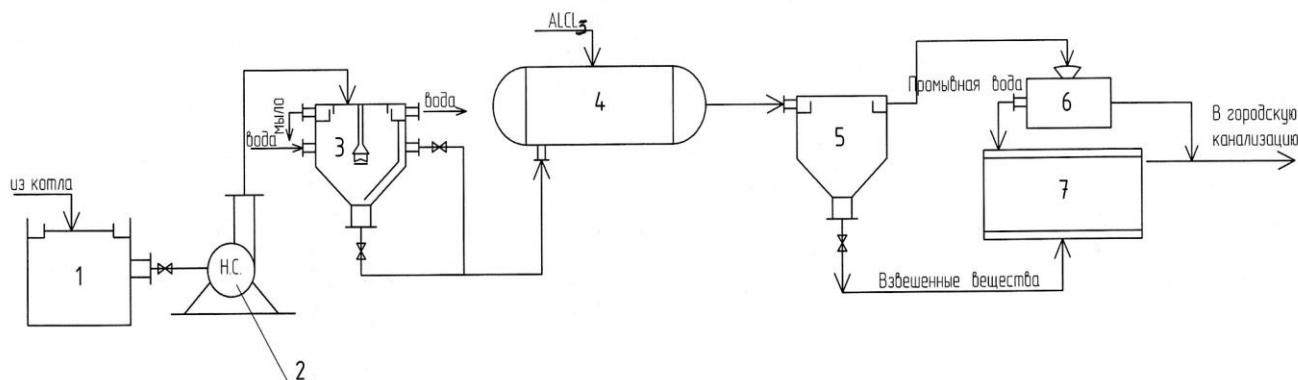 ALCL3
Промывная вода
мыло
вода
вода
из котла
Н.С.
1
2
3
4
5
6
7
В городскую
канализацию
Взвешенные вещества